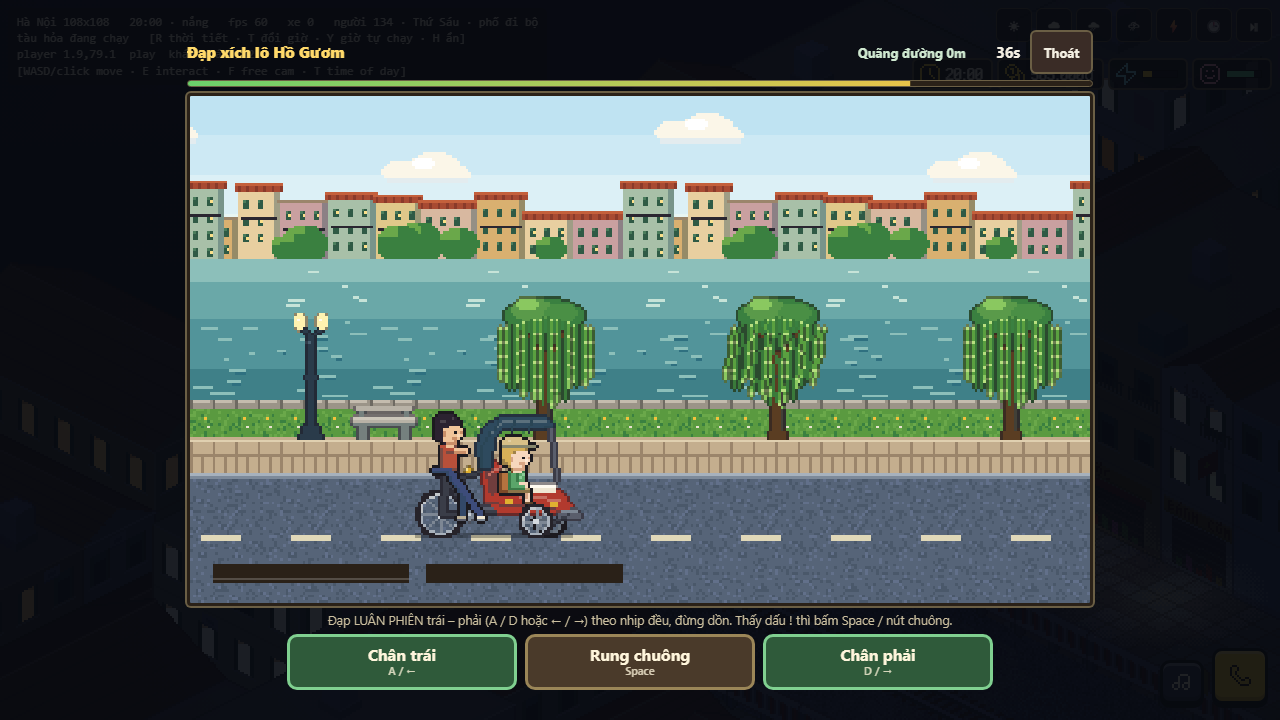 Hà Nội 108x108 20:00 · nắng fps 60 xe 0 người 134 · Thứ Sáu · phố đi bộ
tàu hỏa đang chạy [R thời tiết · T đổi giờ · Y giờ tự chạy · H ẩn]
player 1.9,79.1 play
[WASD/click move · E interact · F free cam · T time of day]
Đạp xích lô Hồ Gươm
Quãng đường 0m
36s
Thoát
20:00
Đạp LUÂN PHIÊN trái – phải (A / D hoặc ← / →) theo nhịp đều, đừng dồn. Thấy dấu ! thì bấm Space / nút chuông.
Chân trái
A / ←
Rung chuông
Space
Chân phải
D / →